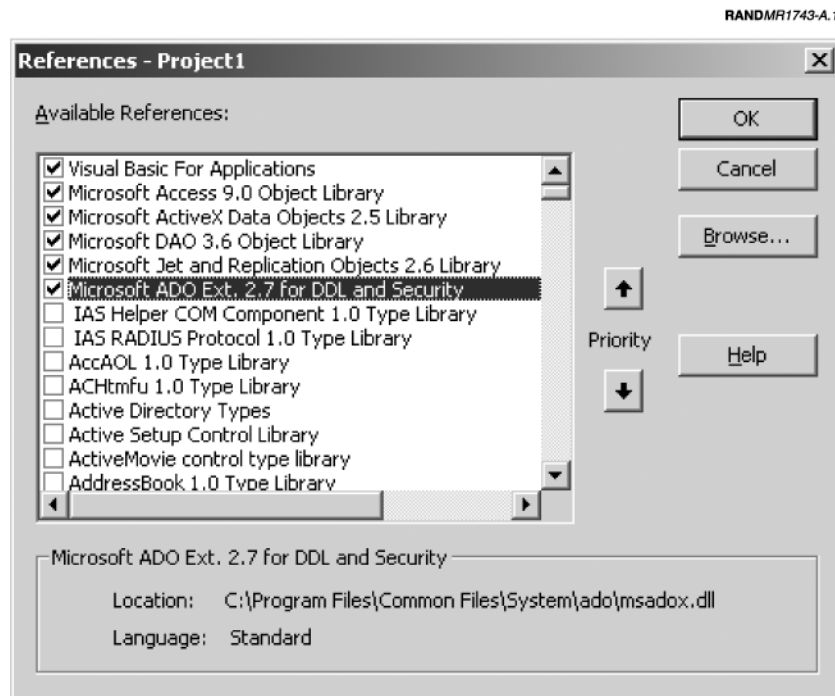 RANDMR1743-A.1
References - Project1
Available References:
OK
Visual Basic For Applications
Microsoft Access 9.0 Object Library
Cancel
Microsoft ActiveX Data Objects 2.5 Library
Microsoft DAO 3.6 Object Library
Browse...
Microsoft Jet and Replication Objects 2.6 Library
Microsoft ADO Ext. 2.7 for DDL and Security
IAS Helper COM Component 1.0 Type Library
IAS RADIUS Protocol 1.0 Type Library
Priority
AccAOL 1.0 Type Library
Help
ACHtmfu 1.0 Type Library
Active Directory Types
Active Setup Control Library
ActiveMovie control type library
AddressBook 1.0 Type Library
Microsoft ADO Ext. 2.7 for DDL and Security
Location: C:\Program Files\Common Files\System\ado\msadox.dll
Language: Standard